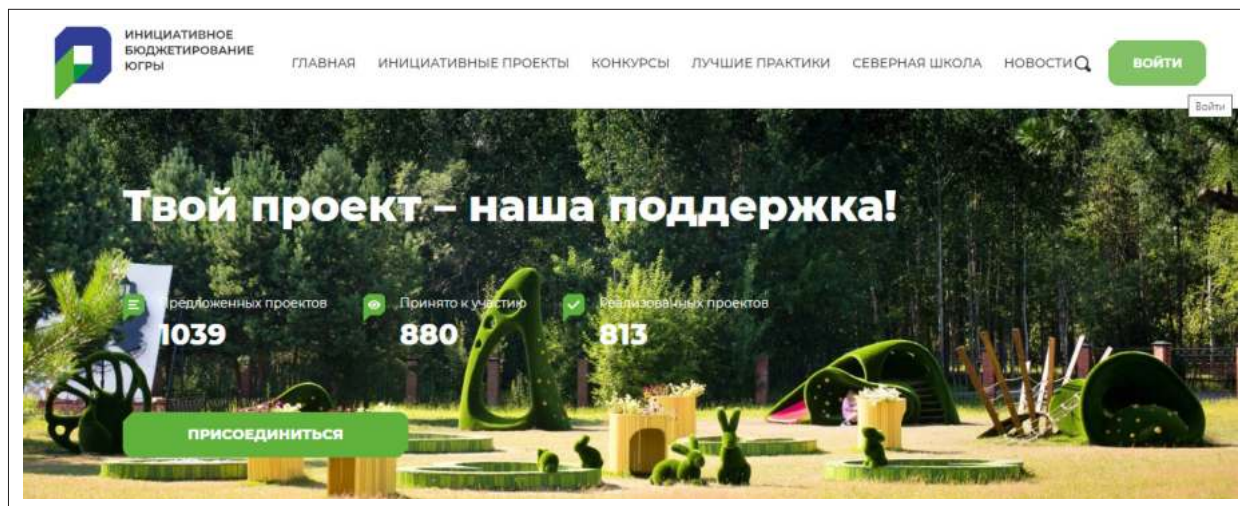 ИНИЦИАТИВНОЕ
БЮДЖЕТИРОВАНИЕ
ЮГРЫ
ГЛАВНАЯ ИНИЦИАТИВНЫЕ ПРОЕКТЫ КОНКУРСЫ ЛУЧШИЕ ПРАКТИКИ СЕВЕРНАЯ ШКОЛА НОВОСТИ ВОЙТИ
Войти
Твой проект – наша поддержка!
Предложенных проектов Принято к участию Реализованных проектов
1039 880 813
ПРИСОЕДИНИТЬСЯ